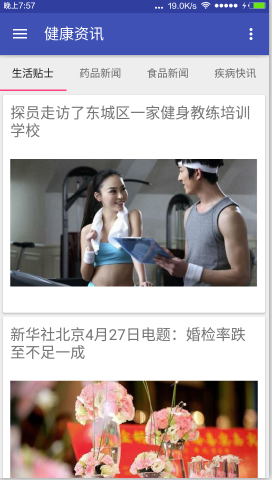 晚上7:57
... 19.0K/s
健康资讯
生活贴士 药品新闻 食品新闻 疾病快讯
探员走访了东城区一家健身教练培训
学校
新华社北京4月27日电题：婚检率跌
至不足一成